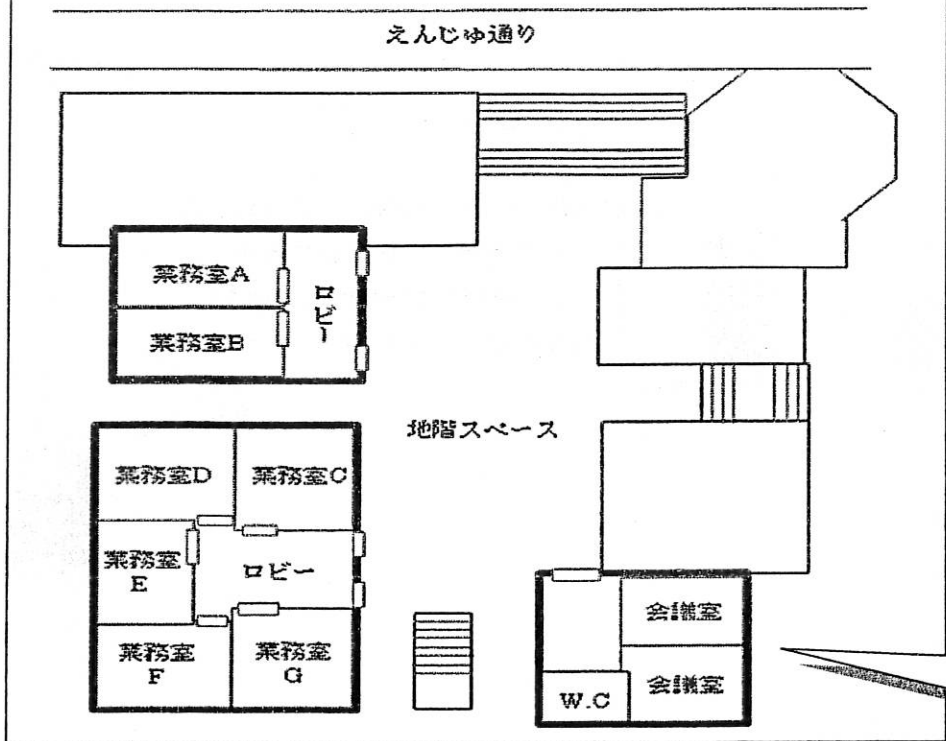 えんじゅ通り
業務室A
ロビー
業務室B
地階スペース
業務室D
業務室C
業務室
E
ロビー
業務室
F
業務室
G
会議室
会議室
W.C